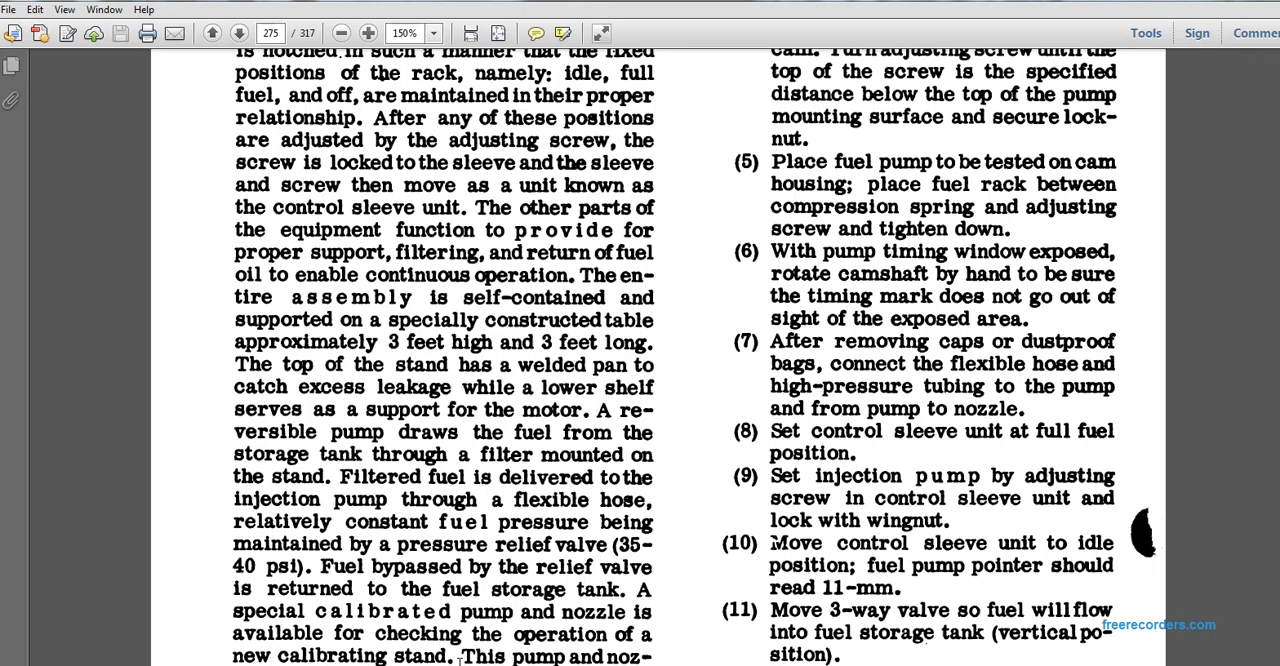 File Edit View Window Help
275 / 317 150% Tools Sign Comme
is notched in such a manner that the fixed
positions of the rack, namely: idle, full
fuel, and off, are maintained in their proper
relationship. After any of these positions
are adjusted by the adjusting screw, the
screw is locked to the sleeve and the sleeve
and screw then move as a unit known as
the control sleeve unit. The other parts of
the equipment function to provide for
proper support, filtering, and return of fuel
oil to enable continuous operation. The en-
tire assembly is self-contained and
supported on a specially constructed table
approximately 3 feet high and 3 feet long.
The top of the stand has a welded pan to
catch excess leakage while a lower shelf
serves as a support for the motor. A re-
versible pump draws the fuel from the
storage tank through a filter mounted on
the stand. Filtered fuel is delivered to the
injection pump through a flexible hose,
relatively constant fuel pressure being
maintained by a pressure relief valve (35-
40 psi). Fuel bypassed by the relief valve
is returned to the fuel storage tank. A
special calibrated pump and nozzle is
available for checking the operation of a
new calibrating stand. This pump and noz-
cam. Turn adjusting screw until the
top of the screw is the specified
distance below the top of the pump
mounting surface and secure lock-
nut.
(5) Place fuel pump to be tested on cam
housing; place fuel rack between
compression spring and adjusting
screw and tighten down.
(6) With pump timing window exposed,
rotate camshaft by hand to be sure
the timing mark does not go out of
sight of the exposed area.
(7) After removing caps or dustproof
bags, connect the flexible hose and
high-pressure tubing to the pump
and from pump to nozzle.
(8) Set control sleeve unit at full fuel
position.
(9) Set injection pump by adjusting
screw in control sleeve unit and
lock with wingnut.
(10) Move control sleeve unit to idle
position; fuel pump pointer should
read 11-mm.
(11) Move 3-way valve so fuel will flow
into fuel storage tank (vertical po-
sition).
freerecorders.com